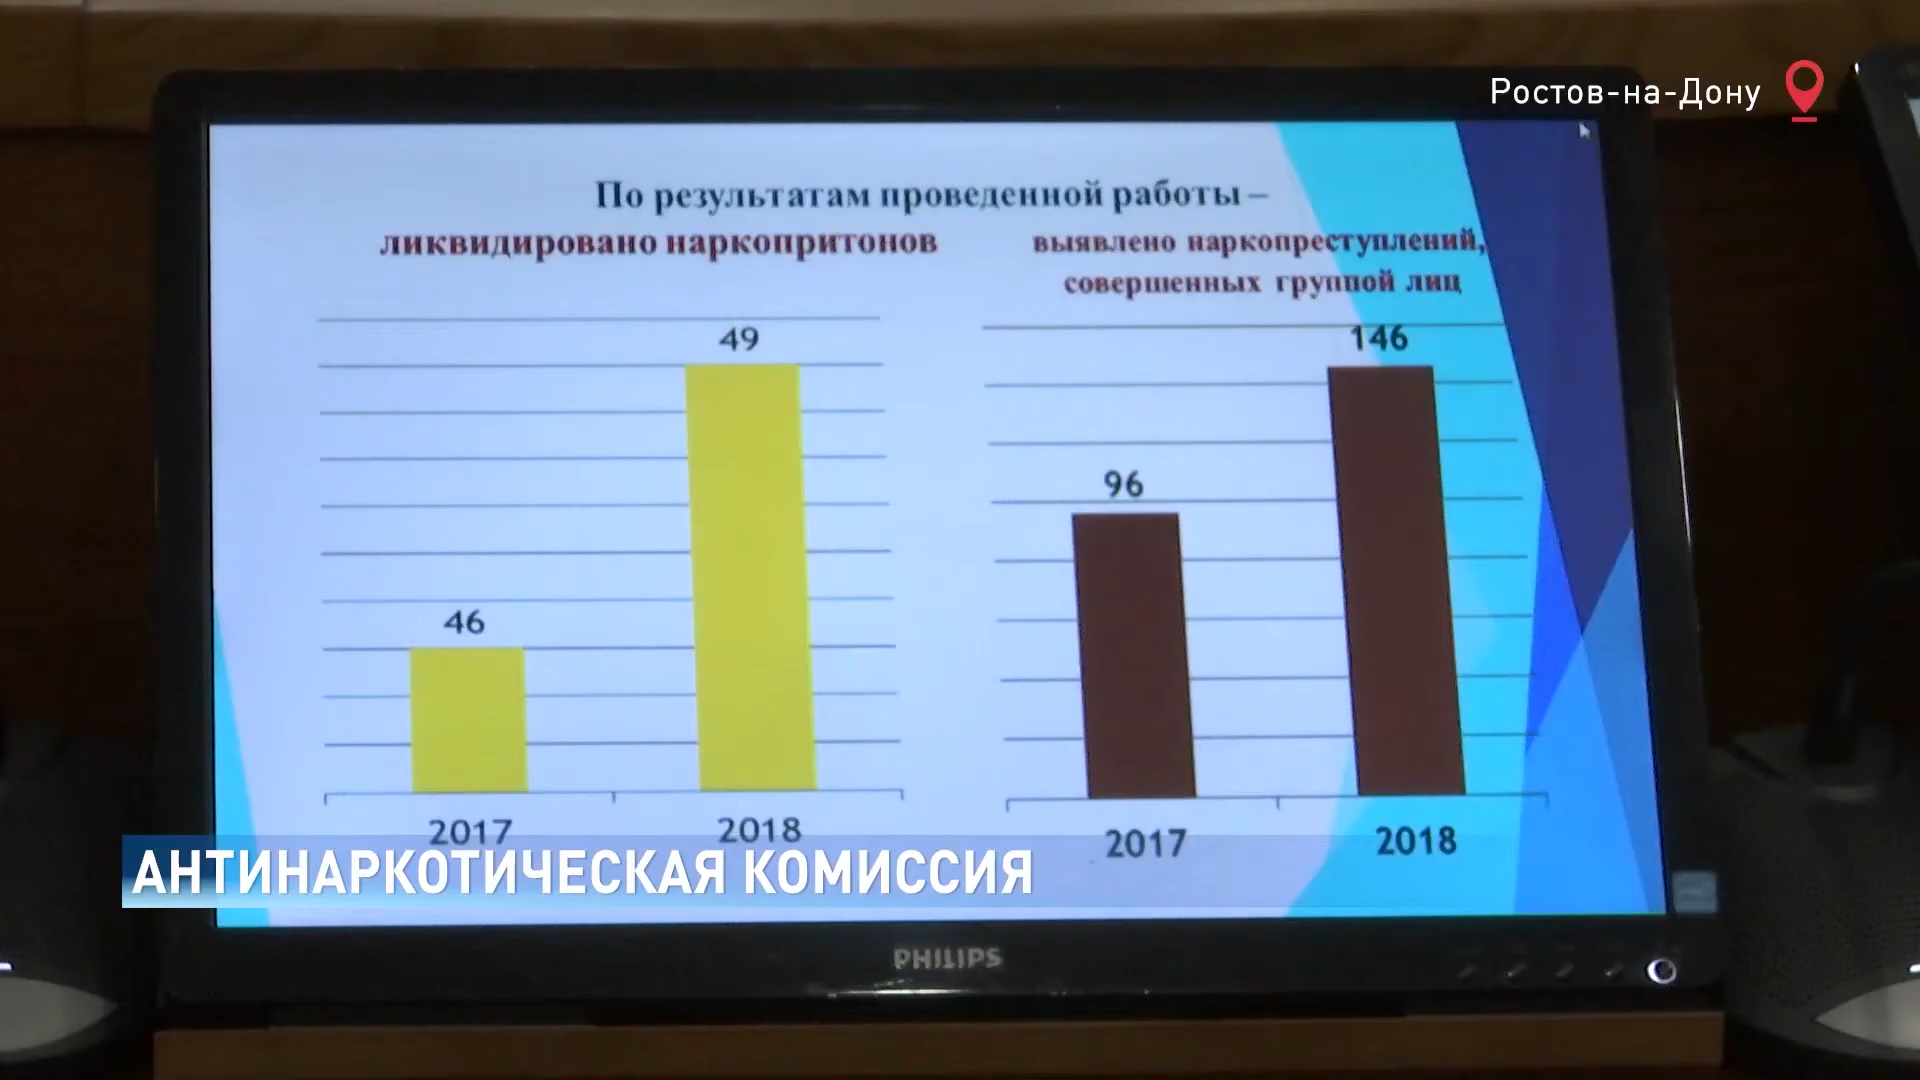 Ростов-на-Дону
По результатам проведенной работы –
ликвидировано наркопритонов
выявлено наркопреступлений,
совершенных группой лиц
49
46
2017
2018
146
96
2017
2018
АНТИНАРКОТИЧЕСКАЯ КОМИССИЯ
PHILIPS